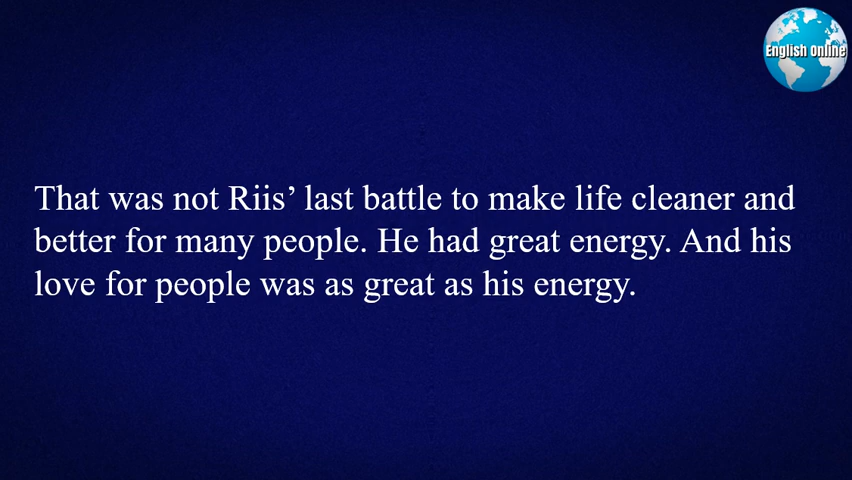 English Online
That was not Riis’ last battle to make life cleaner and
better for many people. He had great energy. And his
love for people was as great as his energy.